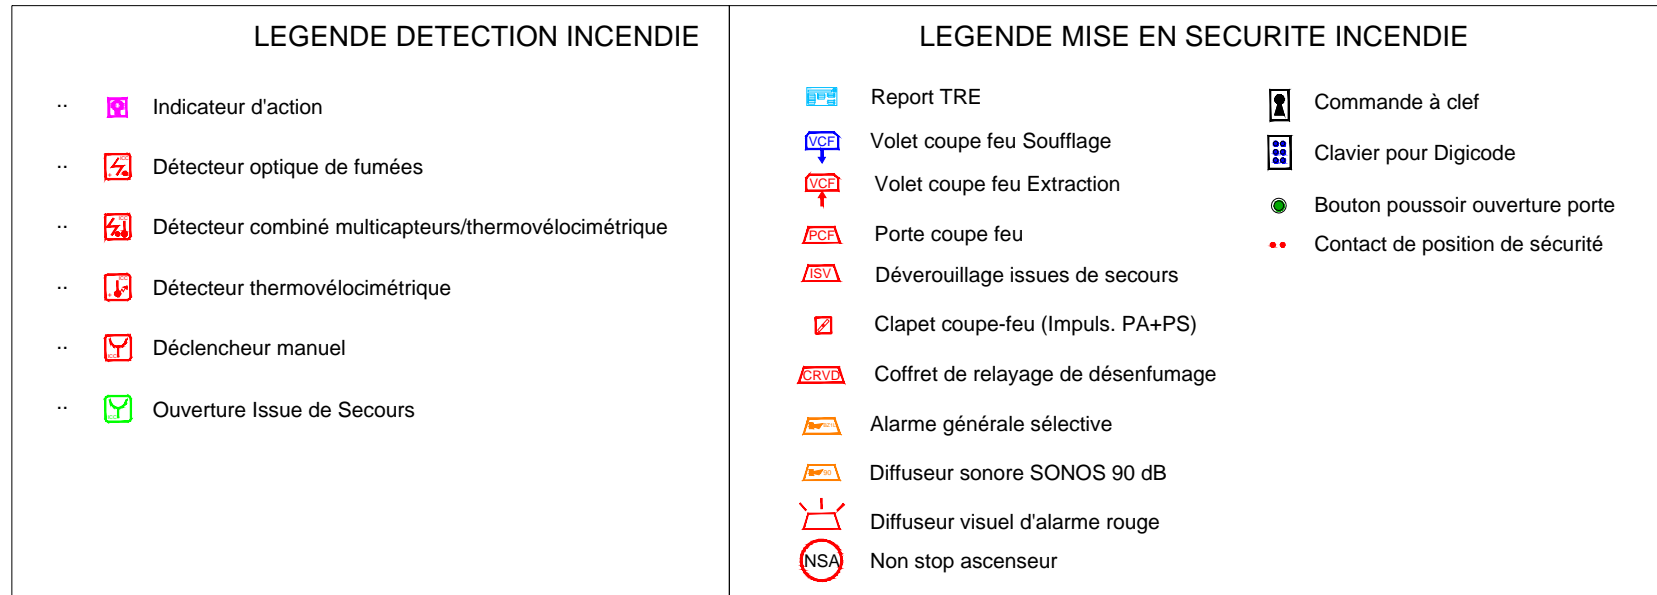 LEGENDE DETECTION INCENDIE
Indicateur d'action
Détecteur optique de fumées
Détecteur combiné multicapteurs/thermovélocimétrique
Détecteur thermovélocimétrique
Déclencheur manuel
Ouverture Issue de Secours
LEGENDE MISE EN SECURITE INCENDIE
Report TRE
VCF Volet coupe feu Soufflage
VCF Volet coupe feu Extraction
PCF Porte coupe feu
ISV Déverouillage issues de secours
Clapet coupe-feu (Impuls. PA+PS)
CRVD Coffret de relayage de désenfumage
Alarme générale sélective
Diffuseur sonore SONOS 90 dB
Diffuseur visuel d'alarme rouge
NSA Non stop ascenseur
Commande à clef
Clavier pour Digicode
Bouton poussoir ouverture porte
Contact de position de sécurité